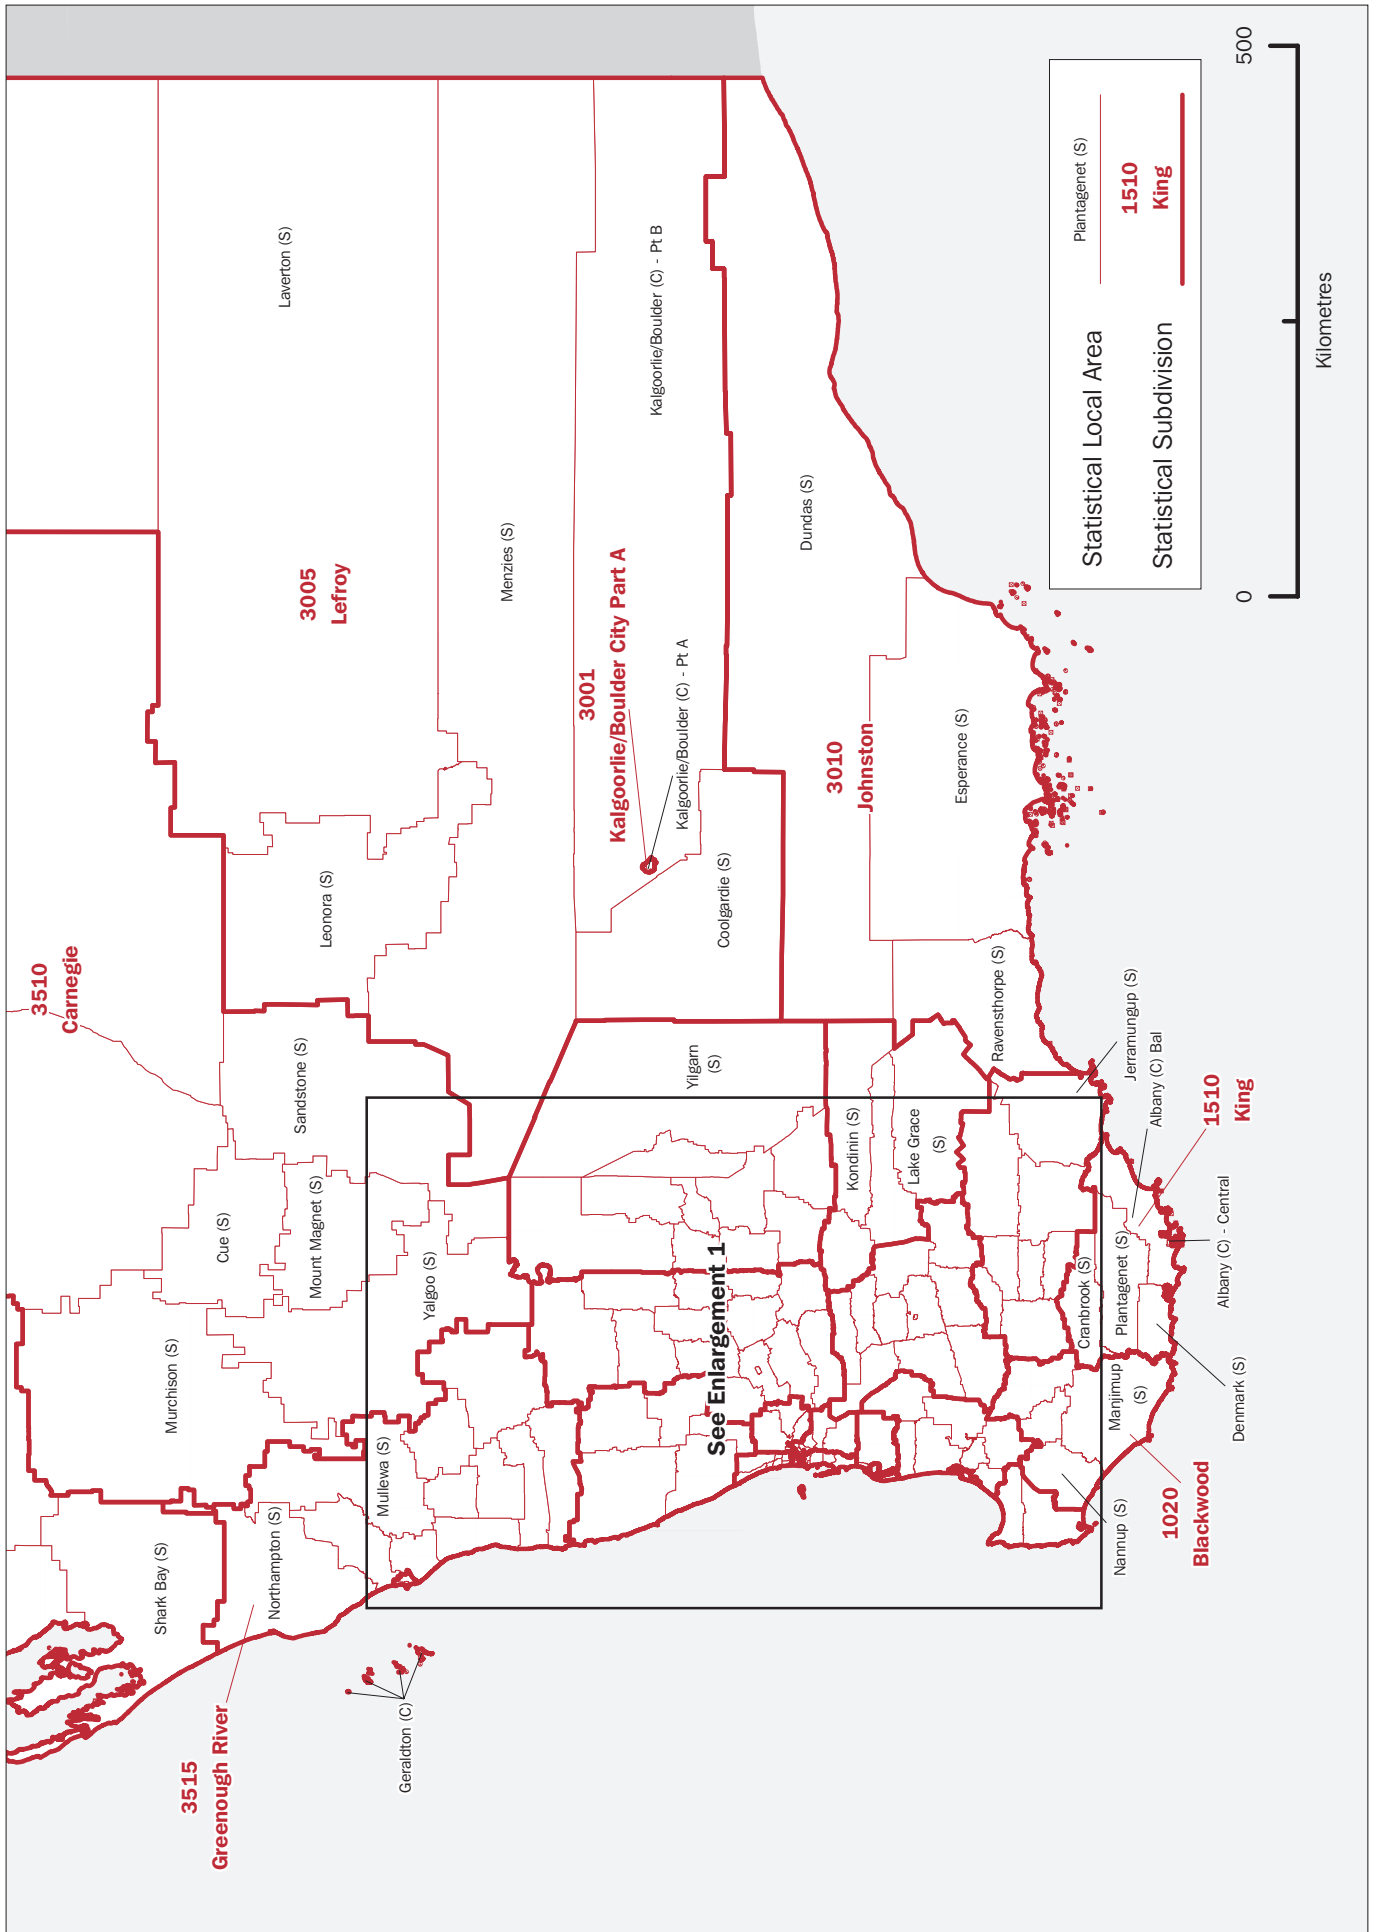 3510
Carnegie
Laverton (S)
3005
Lefroy
Leonora (S)
Sandstone (S)
Cue (S)
Mount Magnet (S)
Murchison (S)
Shark Bay (S)
Northampton (S)
3515
Greenough River
Geraldton (C)
Mullewa (S)
Yalgoo (S)
Menzies (S)
Kalgoorlie/Boulder (C) - Pt B
3001
Kalgoorlie/Boulder City Part A
Kalgoorlie/Boulder (C) - Pt A
Coolgardie (S)
Yilgarn
(S)
See Enlargement 1
Dundas (S)
3010
Johnston
Esperance (S)
Ravensthorpe (S)
Kondinin (S)
Lake Grace
(S)
Cranbrook (S)
Plantagenet (S)
Manjimup
(S)
Nannup (S)
1020
Blackwood
Denmark (S)
Albany (C) - Central
1510
King
Albany (C) Bal
Jerramungup (S)
Statistical Local Area
Plantagenet (S)
Statistical Subdivision
1510
King
0
500
Kilometres